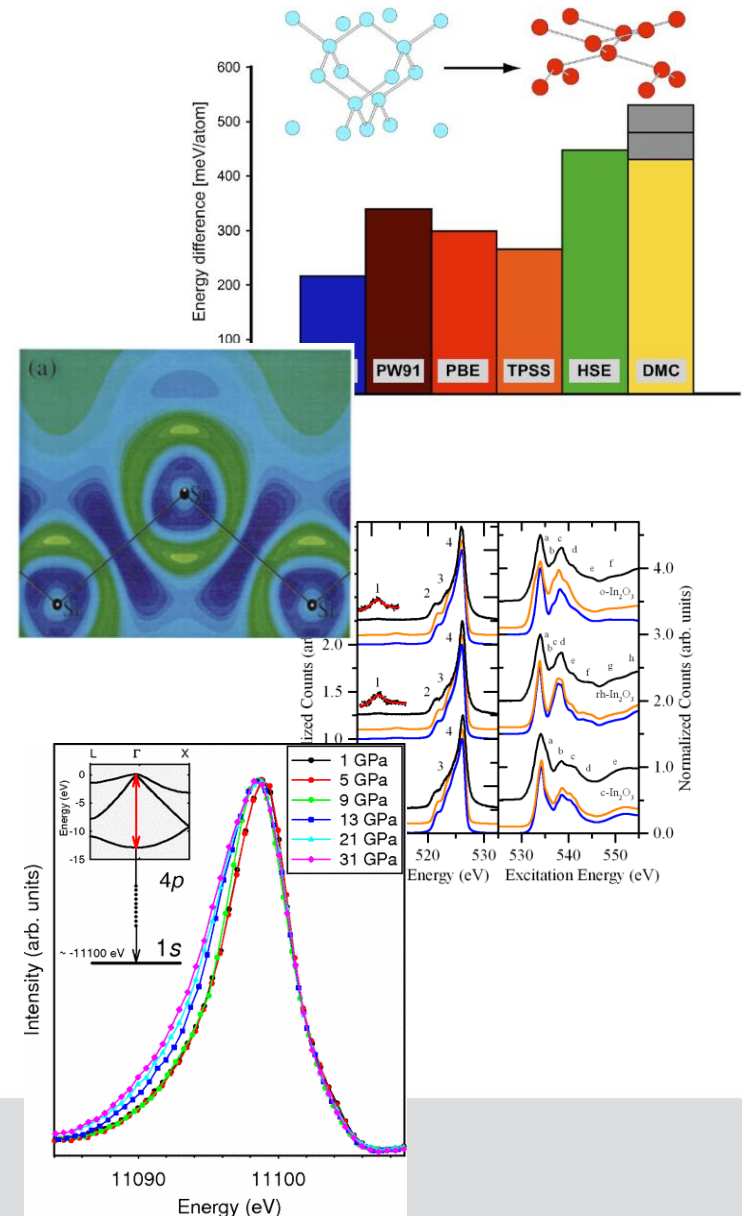 600
500
400
300
200
100
Energy difference [meV/atom]
PW91 PBE TPSS HSE DMC
(a)
Si
Si
Si
4 a c
b d
e f
3
1 2
o-In₂O₃
4.0
2.0
4
3.0
3
1 2
a
b c d
e f g h
rh-In₂O₃
1.5
2.0
1.0
4
3
a
b c d e
c-In₂O₃
1.0
0.0
Normalized Counts (arb. units)
520 530 530 540 550
Energy (eV) Excitation Energy (eV)
L Γ X
0
-5
-10
-15
Energy (eV)
4p
1s
~ -11100 eV
1 GPa
5 GPa
9 GPa
13 GPa
21 GPa
31 GPa
Intensity (arb. units)
11090 11100
Energy (eV)